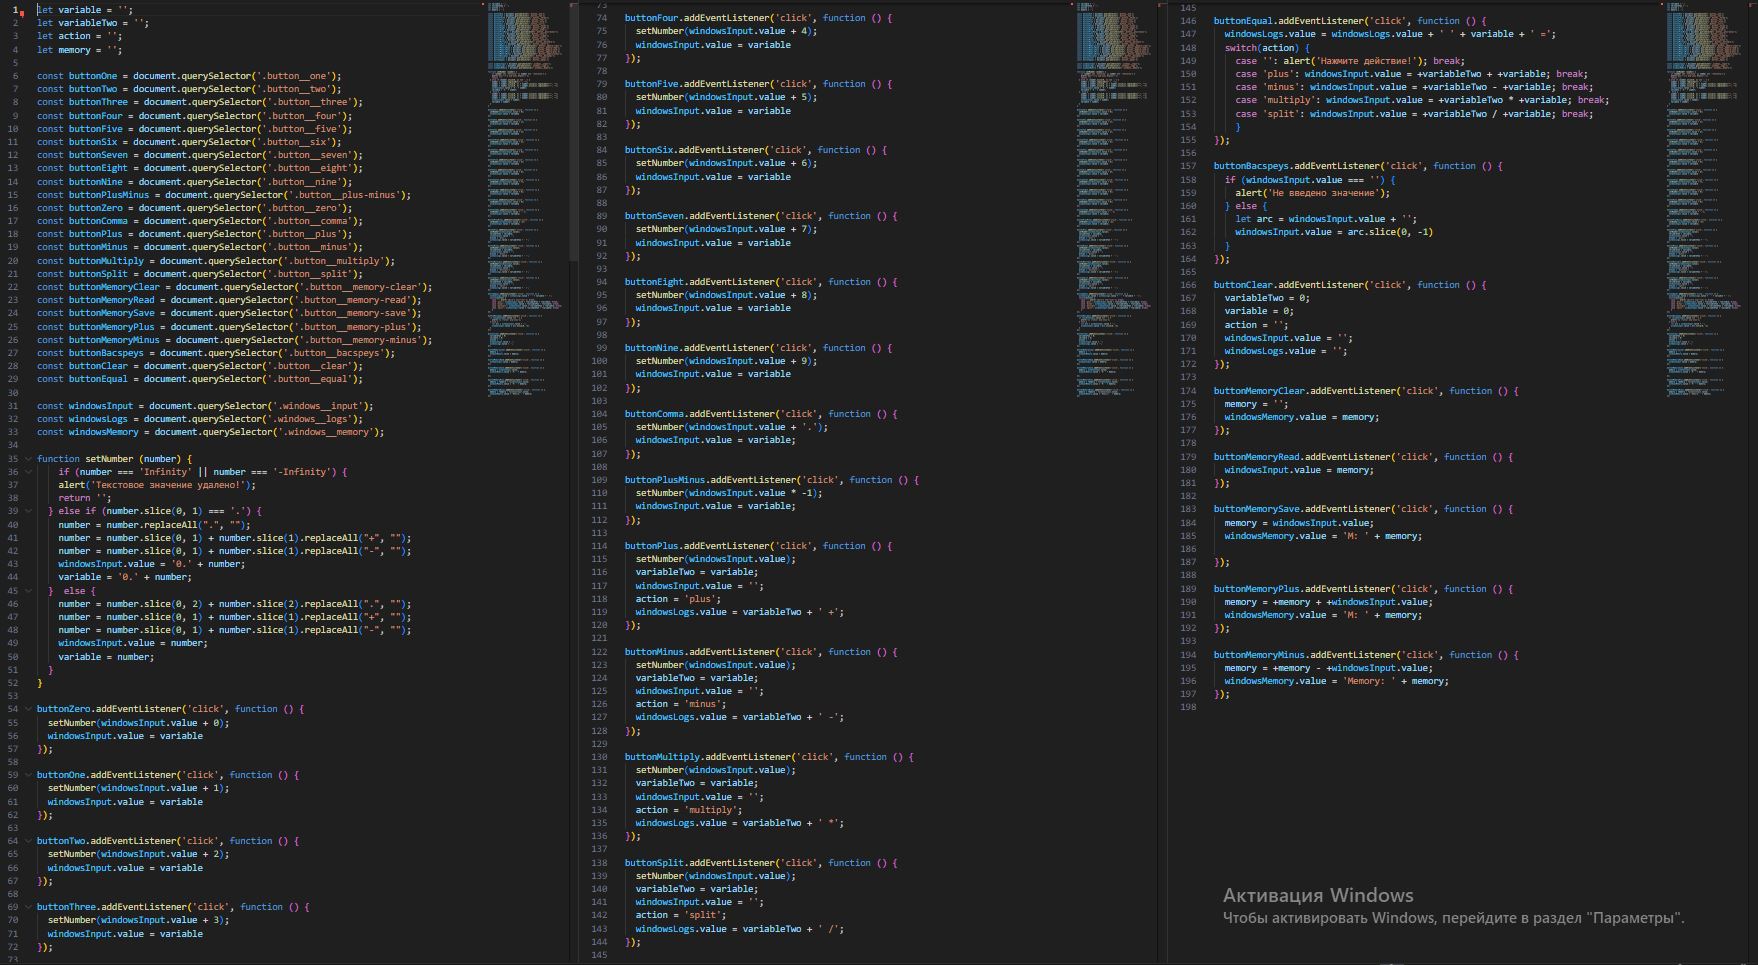 1 let variable = '';
2 let variableTwo = '';
3 let action = '';
4 let memory = '';
5
6 const buttonOne = document.querySelector('.button__one');
7 const buttonTwo = document.querySelector('.button__two');
8 const buttonThree = document.querySelector('.button__three');
9 const buttonFour = document.querySelector('.button__four');
10 const buttonFive = document.querySelector('.button__five');
11 const buttonSix = document.querySelector('.button__six');
12 const buttonSeven = document.querySelector('.button__seven');
13 const buttonEight = document.querySelector('.button__eight');
14 const buttonNine = document.querySelector('.button__nine');
15 const buttonPlusMinus = document.querySelector('.button__plus-minus');
16 const buttonZero = document.querySelector('.button__zero');
17 const buttonComma = document.querySelector('.button__comma');
18 const buttonPlus = document.querySelector('.button__plus');
19 const buttonMinus = document.querySelector('.button__minus');
20 const buttonMultiply = document.querySelector('.button__multiply');
21 const buttonSplit = document.querySelector('.button__split');
22 const buttonMemoryClear = document.querySelector('.button__memory-clear');
23 const buttonMemoryRead = document.querySelector('.button__memory-read');
24 const buttonMemorySave = document.querySelector('.button__memory-save');
25 const buttonMemoryPlus = document.querySelector('.button__memory-plus');
26 const buttonMemoryMinus = document.querySelector('.button__memory-minus');
27 const buttonBacspeys = document.querySelector('.button__bacspeys');
28 const buttonClear = document.querySelector('.button__clear');
29 const buttonEqual = document.querySelector('.button__equal');
30
31 const windowsInput = document.querySelector('.windows__input');
32 const windowsLogs = document.querySelector('.windows__logs');
33 const windowsMemory = document.querySelector('.windows__memory');
34
35 function setNumber (number) {
36 if (number === 'Infinity' || number === '-Infinity') {
37 alert('Текстовое значение удалено!');
38 return '';
39 } else if (number.slice(0, 1) === '.') {
40 number = number.replaceAll(".", "");
41 number = number.slice(0, 1) + number.slice(1).replaceAll("+", "");
42 number = number.slice(0, 1) + number.slice(1).replaceAll("-", "");
43 windowsInput.value = '0.' + number;
44 variable = '0.' + number;
45 } else {
46 number = number.slice(0, 2) + number.slice(2).replaceAll(".", "");
47 number = number.slice(0, 1) + number.slice(1).replaceAll("+", "");
48 number = number.slice(0, 1) + number.slice(1).replaceAll("-", "");
49 windowsInput.value = number;
50 variable = number;
51 }
52 }
53
54 buttonZero.addEventListener('click', function () {
55 setNumber(windowsInput.value + 0);
56 windowsInput.value = variable
57 });
58
59 buttonOne.addEventListener('click', function () {
60 setNumber(windowsInput.value + 1);
61 windowsInput.value = variable
62 });
63
64 buttonTwo.addEventListener('click', function () {
65 setNumber(windowsInput.value + 2);
66 windowsInput.value = variable
67 });
68
69 buttonThree.addEventListener('click', function () {
70 setNumber(windowsInput.value + 3);
71 windowsInput.value = variable
72 });
73
73
74 buttonFour.addEventListener('click', function () {
75 setNumber(windowsInput.value + 4);
76 windowsInput.value = variable
77 });
78
79 buttonFive.addEventListener('click', function () {
80 setNumber(windowsInput.value + 5);
81 windowsInput.value = variable
82 });
83
84 buttonSix.addEventListener('click', function () {
85 setNumber(windowsInput.value + 6);
86 windowsInput.value = variable
87 });
88
89 buttonSeven.addEventListener('click', function () {
90 setNumber(windowsInput.value + 7);
91 windowsInput.value = variable
92 });
93
94 buttonEight.addEventListener('click', function () {
95 setNumber(windowsInput.value + 8);
96 windowsInput.value = variable
97 });
98
99 buttonNine.addEventListener('click', function () {
100 setNumber(windowsInput.value + 9);
101 windowsInput.value = variable
102 });
103
104 buttonComma.addEventListener('click', function () {
105 setNumber(windowsInput.value + '.');
106 windowsInput.value = variable;
107 });
108
109 buttonPlusMinus.addEventListener('click', function () {
110 setNumber(windowsInput.value * -1);
111 windowsInput.value = variable;
112 });
113
114 buttonPlus.addEventListener('click', function () {
115 setNumber(windowsInput.value);
116 variableTwo = variable;
117 windowsInput.value = '';
118 action = 'plus';
119 windowsLogs.value = variableTwo + ' +';
120 });
121
122 buttonMinus.addEventListener('click', function () {
123 setNumber(windowsInput.value);
124 variableTwo = variable;
125 windowsInput.value = '';
126 action = 'minus';
127 windowsLogs.value = variableTwo + ' -';
128 });
129
130 buttonMultiply.addEventListener('click', function () {
131 setNumber(windowsInput.value);
132 variableTwo = variable;
133 windowsInput.value = '';
134 action = 'multiply';
135 windowsLogs.value = variableTwo + ' *';
136 });
137
138 buttonSplit.addEventListener('click', function () {
139 setNumber(windowsInput.value);
140 variableTwo = variable;
141 windowsInput.value = '';
142 action = 'split';
143 windowsLogs.value = variableTwo + ' /';
144 });
145
145
146 buttonEqual.addEventListener('click', function () {
147 windowsLogs.value = windowsLogs.value + ' ' + variable + ' =';
148 switch(action) {
149 case '': alert('Нажмите действие!'); break;
150 case 'plus': windowsInput.value = +variableTwo + +variable; break;
151 case 'minus': windowsInput.value = +variableTwo - +variable; break;
152 case 'multiply': windowsInput.value = +variableTwo * +variable; break;
153 case 'split': windowsInput.value = +variableTwo / +variable; break;
154 }
155 });
156
157 buttonBacspeys.addEventListener('click', function () {
158 if (windowsInput.value === '') {
159 alert('Не введено значение');
160 } else {
161 let arc = windowsInput.value + '';
162 windowsInput.value = arc.slice(0, -1)
163 }
164 });
165
166 buttonClear.addEventListener('click', function () {
167 variableTwo = 0;
168 variable = 0;
169 action = '';
170 windowsInput.value = '';
171 windowsLogs.value = '';
172 });
173
174 buttonMemoryClear.addEventListener('click', function () {
175 memory = '';
176 windowsMemory.value = memory;
177 });
178
179 buttonMemoryRead.addEventListener('click', function () {
180 windowsInput.value = memory;
181 });
182
183 buttonMemorySave.addEventListener('click', function () {
184 memory = windowsInput.value;
185 windowsMemory.value = 'M: ' + memory;
186
187 });
188
189 buttonMemoryPlus.addEventListener('click', function () {
190 memory = +memory + +windowsInput.value;
191 windowsMemory.value = 'M: ' + memory;
192 });
193
194 buttonMemoryMinus.addEventListener('click', function () {
195 memory = +memory - +windowsInput.value;
196 windowsMemory.value = 'Memory: ' + memory;
197 });
198
Активация Windows
Чтобы активировать Windows, перейдите в раздел "Параметры".